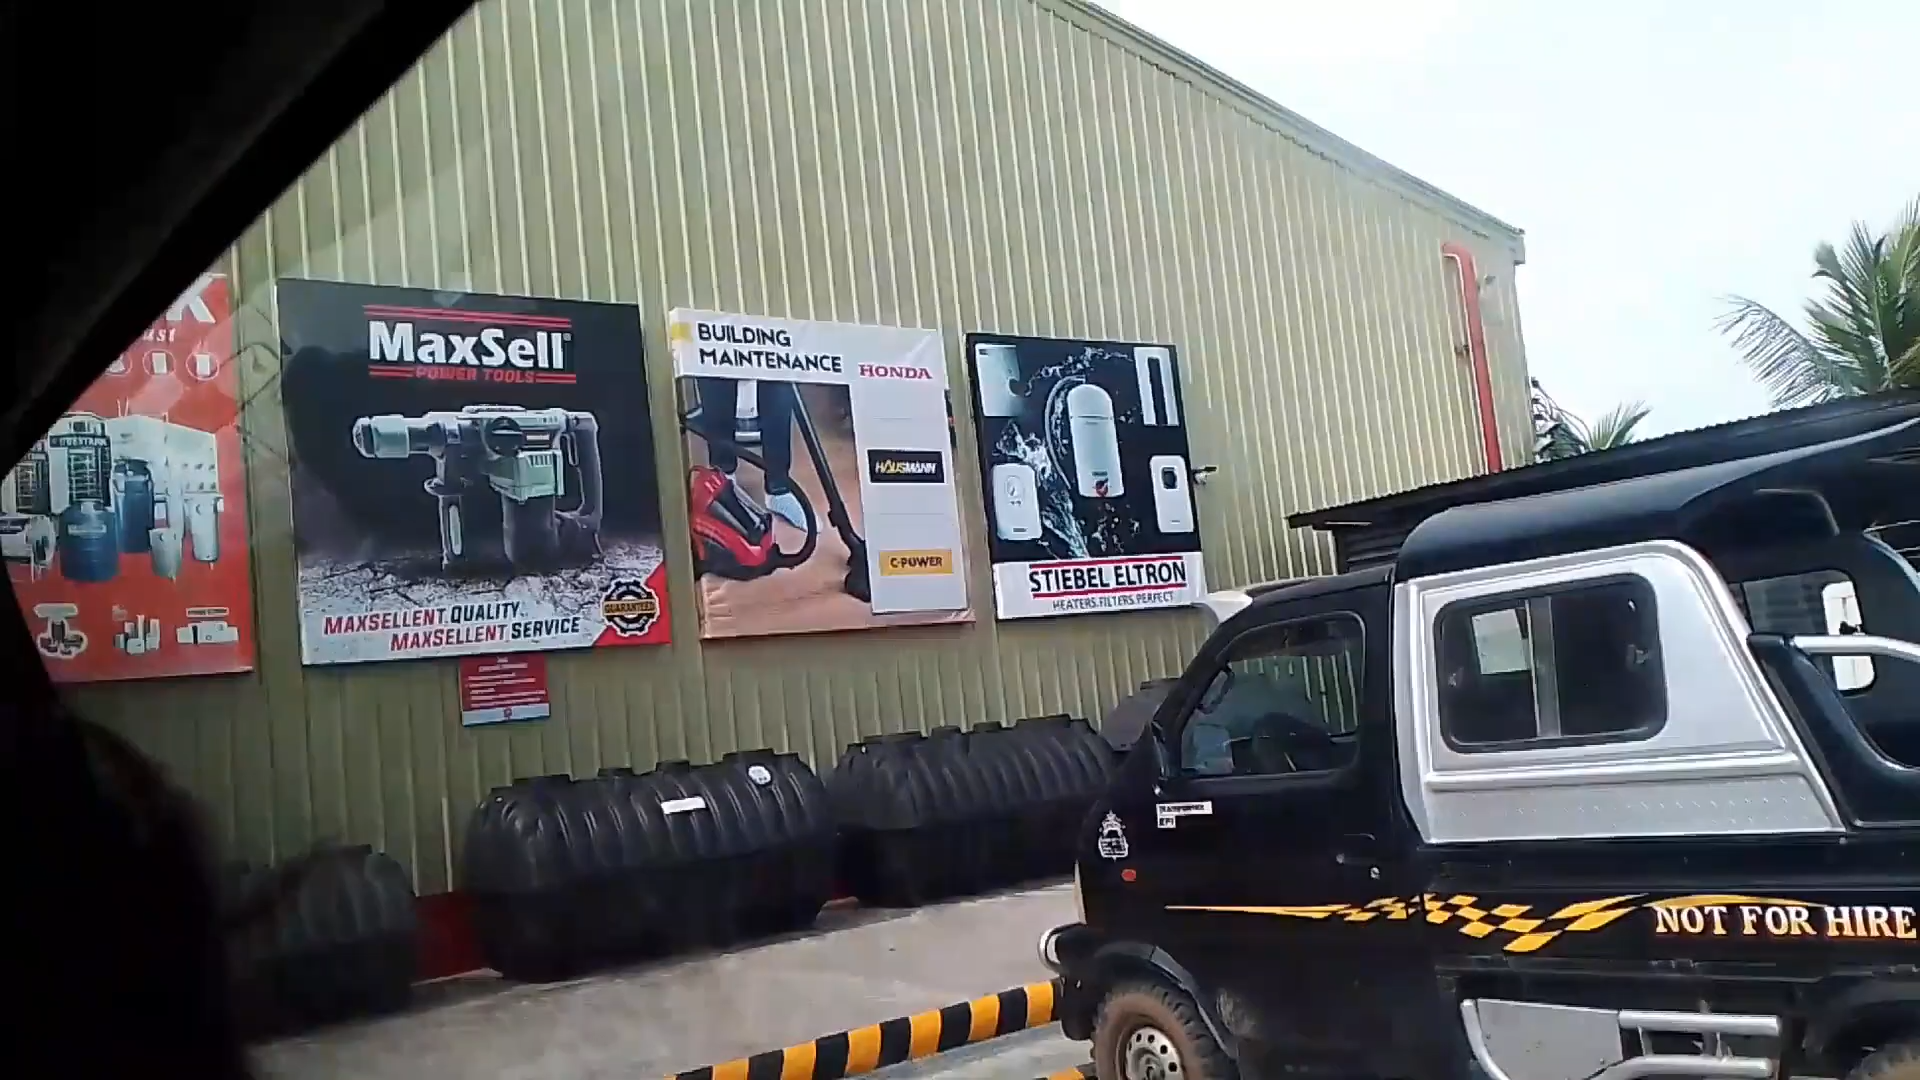 MaxSell
POWER TOOLS
MAXSELLENT QUALITY
MAXSELLENT SERVICE
GUARANTEED
BUILDING
MAINTENANCE
HONDA
HAUSMANN
C-POWER
STIEBEL ELTRON
HEATERS.FILTERS.PERFECT
NOT FOR HIRE